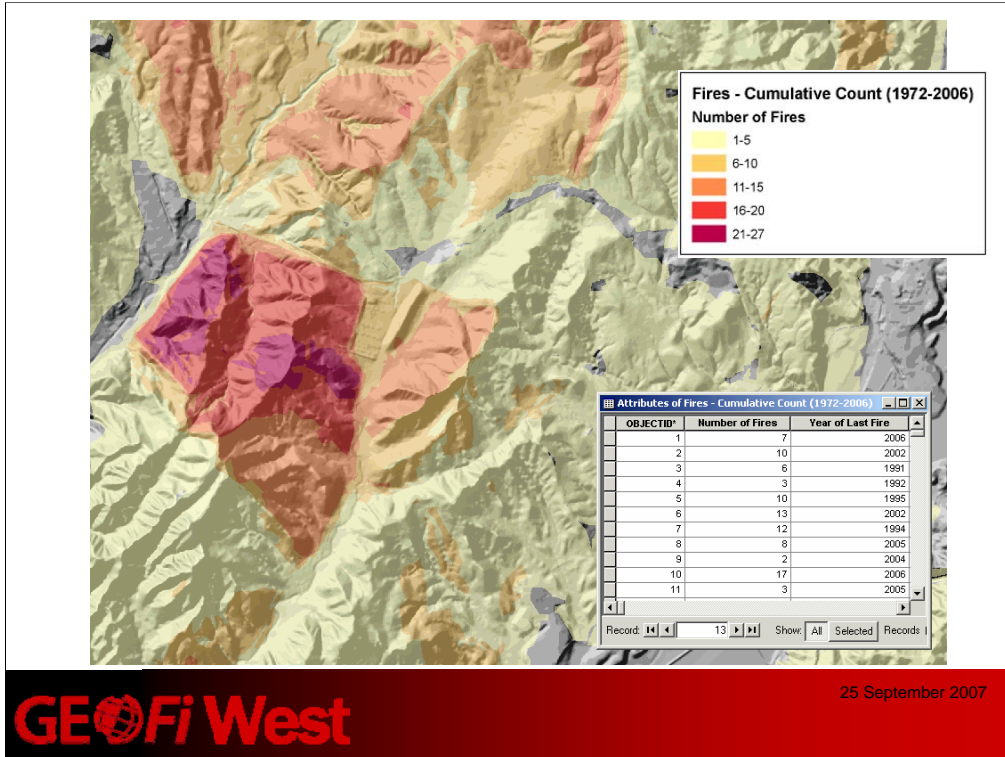 Fires - Cumulative Count (1972-2006)
Number of Fires
1-5
6-10
11-15
16-20
21-27
Attributes of Fires - Cumulative Count (1972-2006)
OBJECTID* Number of Fires Year of Last Fire
1 7 2006
2 10 2002
3 6 1991
4 3 1992
5 10 1995
6 13 2002
7 12 1994
8 8 2005
9 2 2004
10 17 2006
11 3 2005
Record: 13 Show: All Selected Records
25 September 2007
GEOFi West